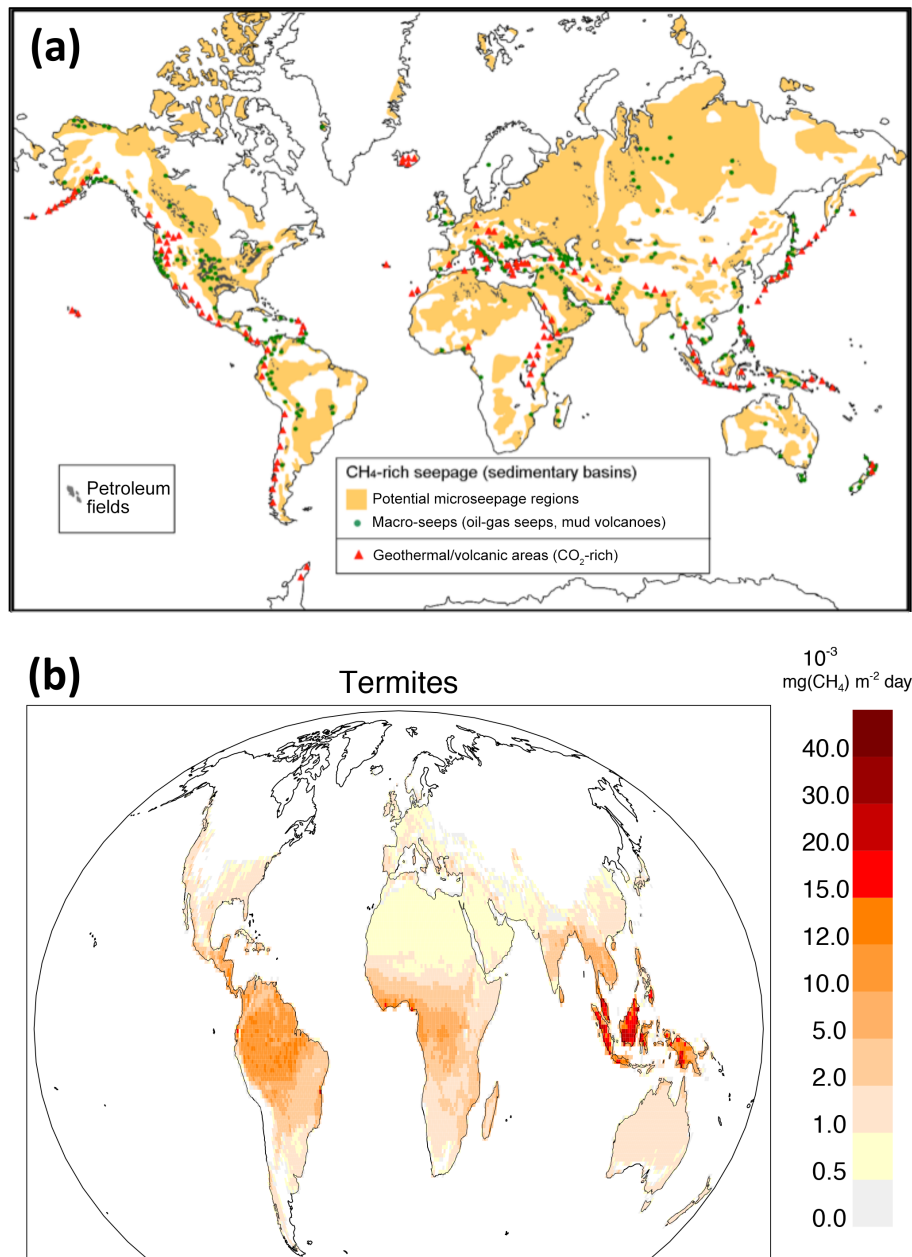 (a)
CH₄-rich seepage (sedimentary basins)
Potential microseepage regions
Macro-seeps (oil-gas seeps, mud volcanoes)
Geothermal/volcanic areas (CO₂-rich)
Petroleum
fields
(b)
Termites
10⁻³
mg(CH₄) m⁻² day
40.0
30.0
20.0
15.0
12.0
10.0
5.0
2.0
1.0
0.5
0.0